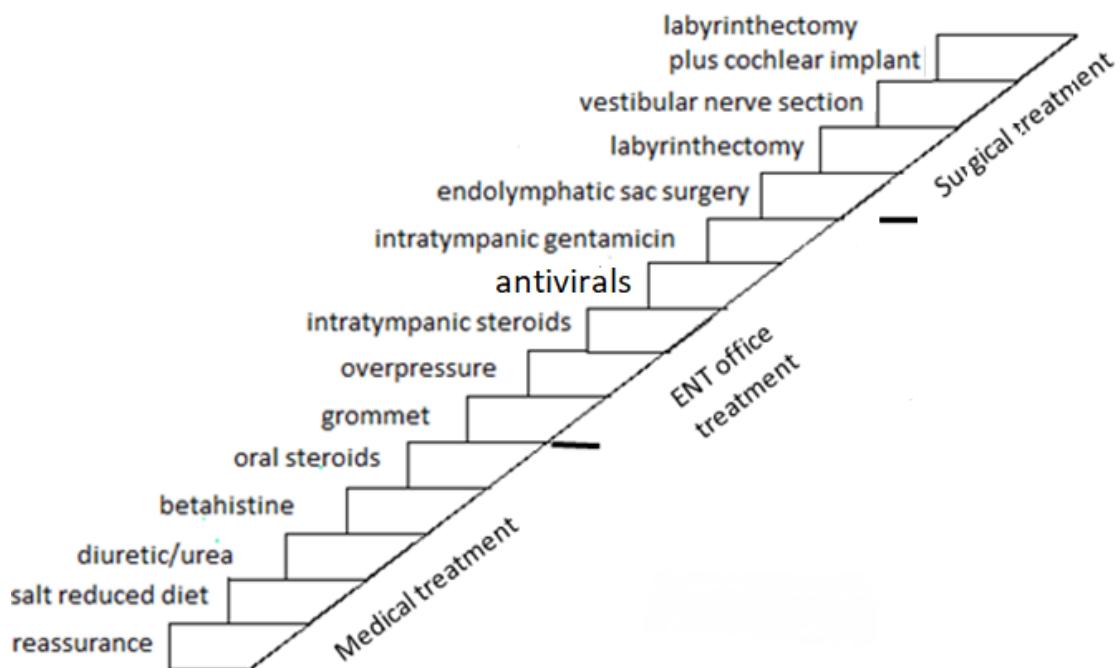 labyrinthectomy
plus cochlear implant
vestibular nerve section
labyrinthectomy
endolymphatic sac surgery
intratympanic gentamicin
antivirals
intratympanic steroids
overpressure
grommet
oral steroids
betahistine
diuretic/urea
salt reduced diet
reassurance
Surgical treatment
ENT office
treatment
Medical treatment